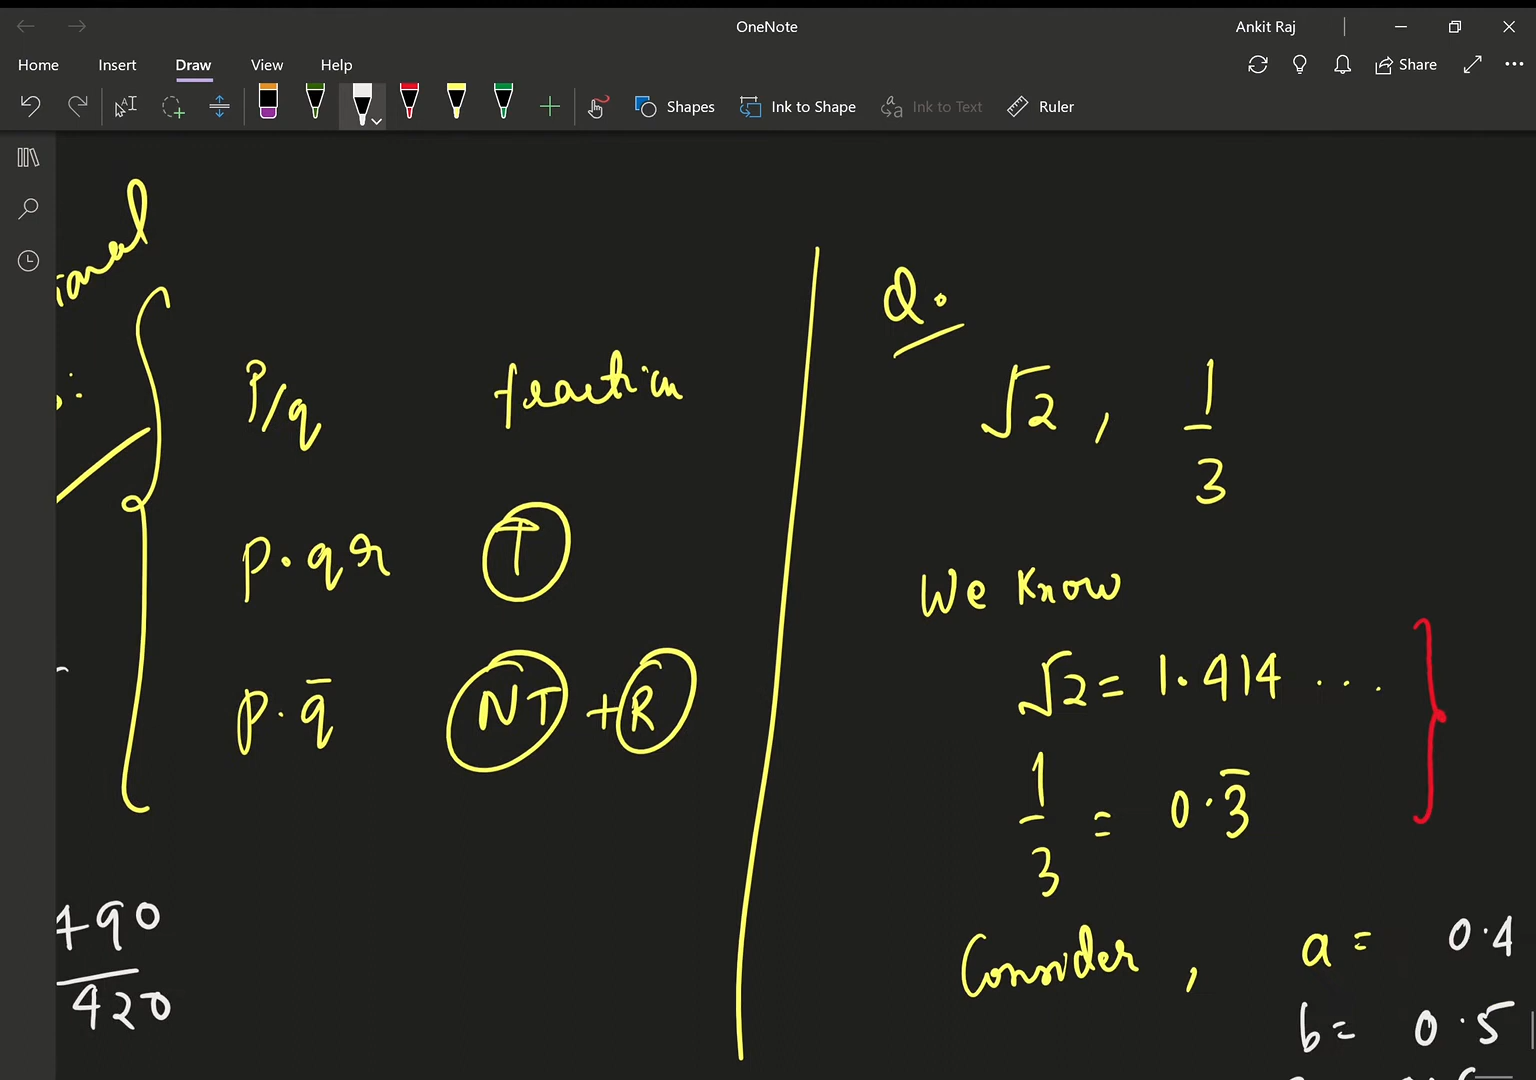 OneNote
Ankit Raj
Home Insert Draw View Help
Share
Shapes Ink to Shape Ink to Text Ruler
ional
P/q fraction
p.qr T
p.q̄ NT + R
490
420
Q.
√2 , 1/3
We Know
√2 = 1.414 ...
1/3 = 0.3̄
Consider , a = 0.4
b = 0.5